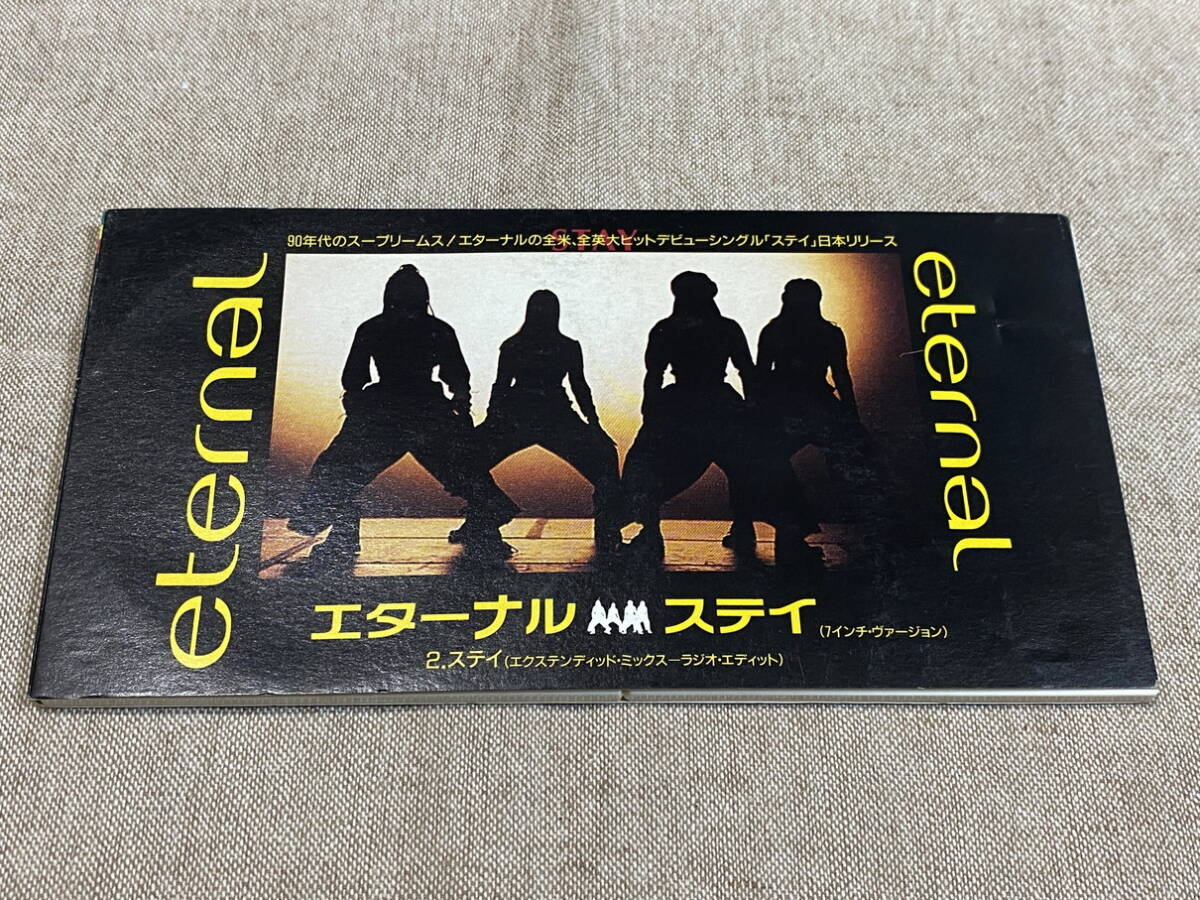 90年代のスープリームス/エターナルの全米、全英大ヒットデビューシングル「ステイ」日本リリース
STAY
eternal
eternal
エターナル ステイ (7インチ・ヴァージョン)
2.ステイ(エクステンディッド・ミックスーラジオ・エディット)